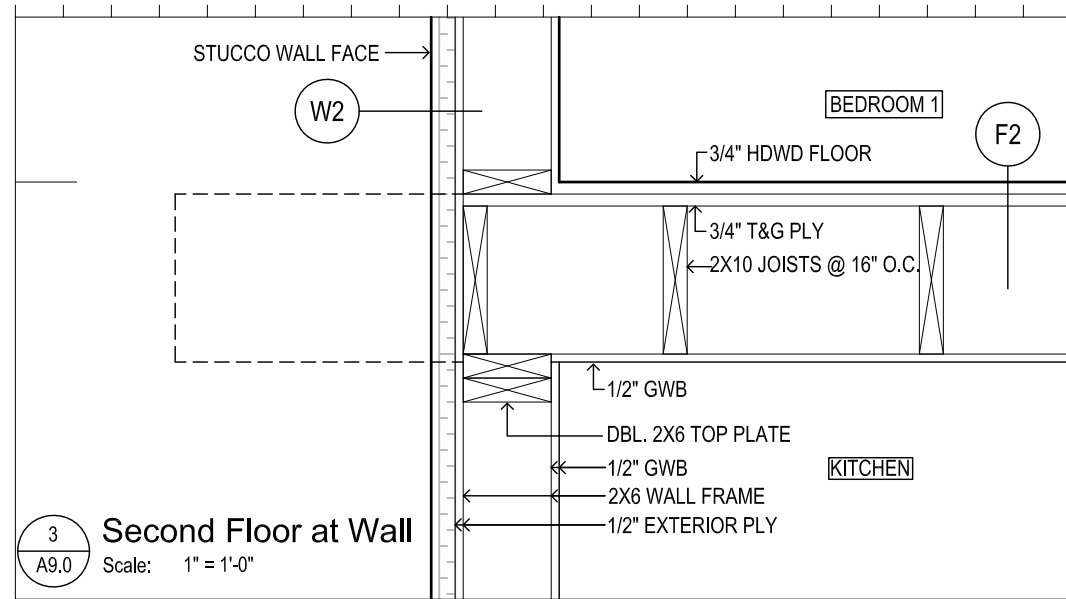 STUCCO WALL FACE
W2
BEDROOM 1
F2
3/4" HDWD FLOOR
3/4" T&G PLY
2X10 JOISTS @ 16" O.C.
1/2" GWB
DBL. 2X6 TOP PLATE
1/2" GWB
KITCHEN
2X6 WALL FRAME
1/2" EXTERIOR PLY
3
A9.0
Second Floor at Wall
Scale: 1" = 1'-0"